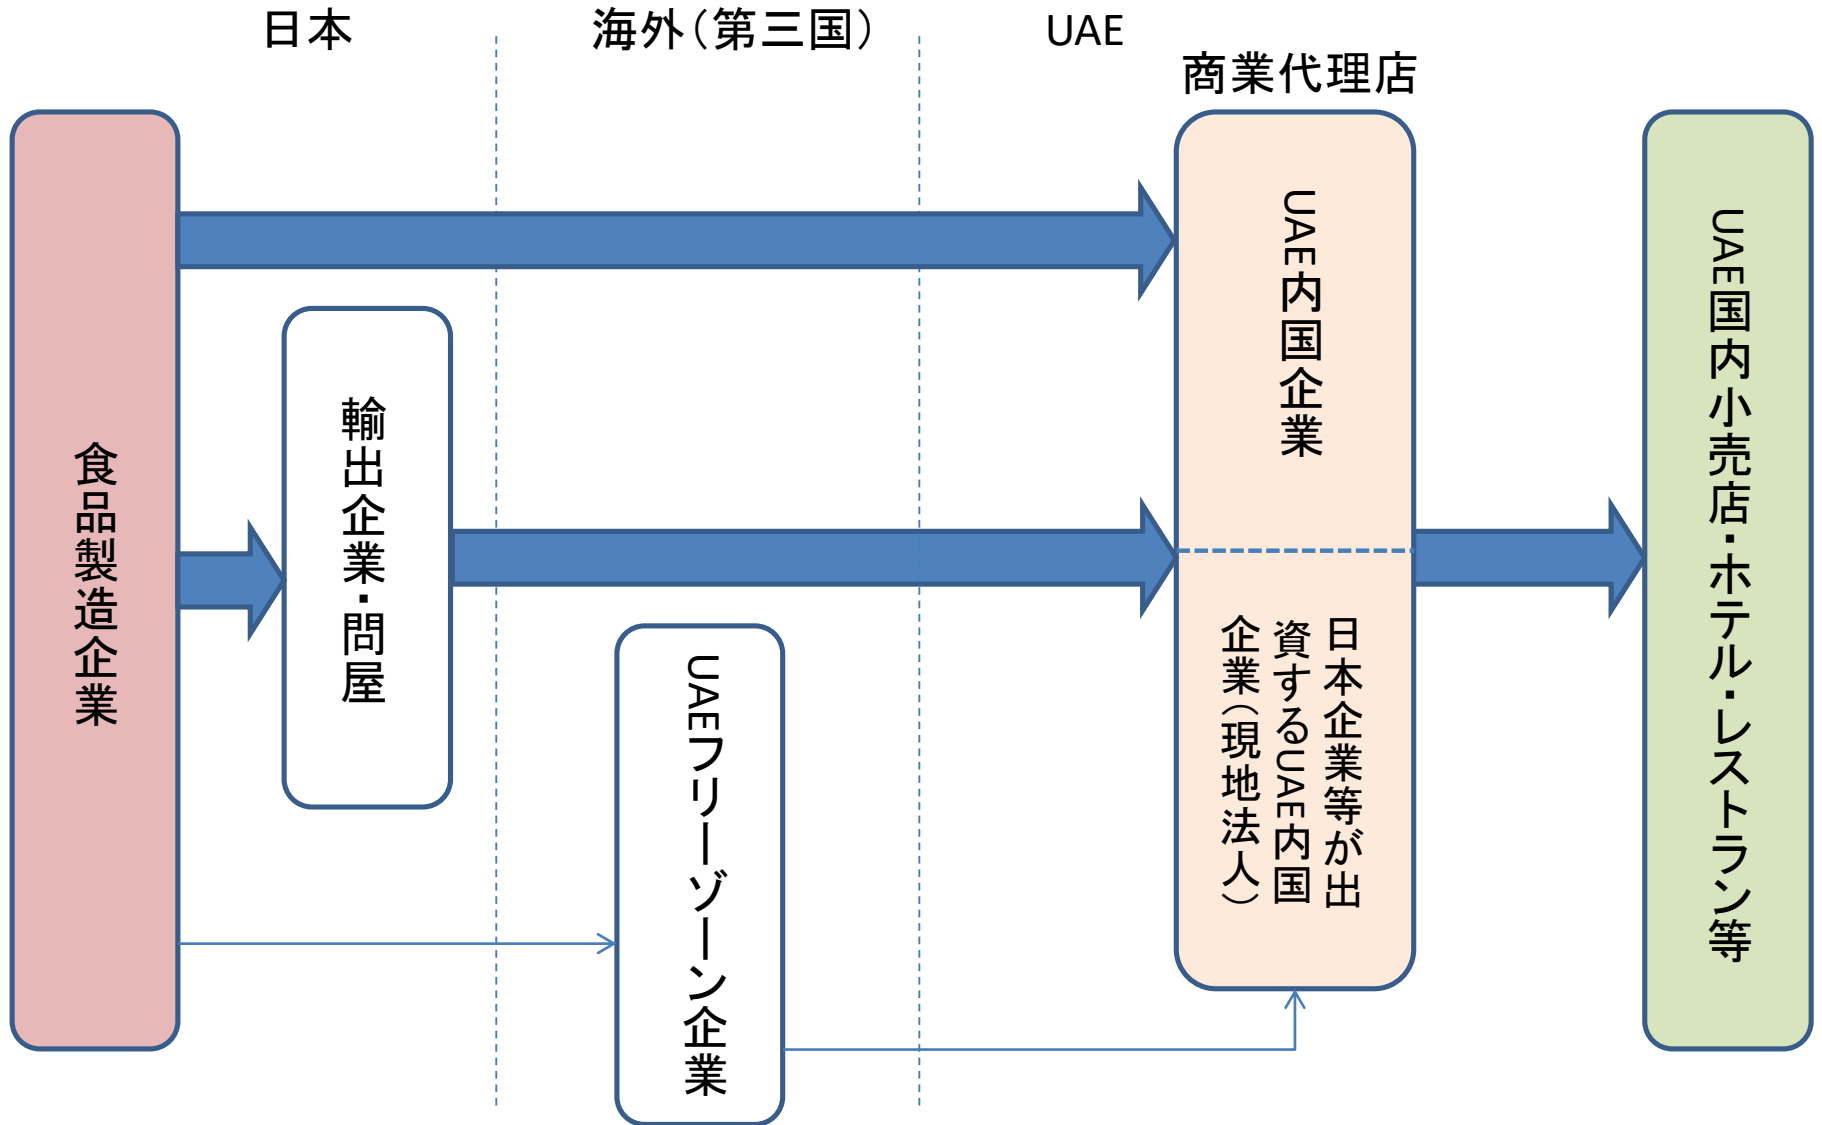 日本
海外（第三国）
UAE
商業代理店
食品製造企業
輸出企業・問屋
UAEフリーゾーン企業
UAE内国企業
日本企業等が出
資するUAE内国
企業（現地法人）
UAE国内小売店・ホテル・レストラン等